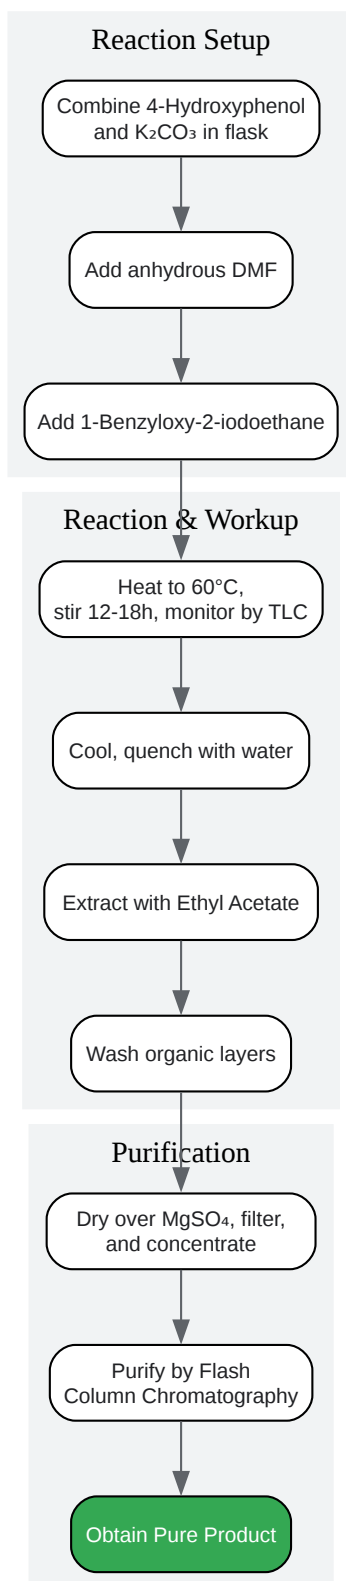 Reaction Setup
Combine 4-Hydroxyphenol
and K₂CO₃ in flask
Add anhydrous DMF
Add 1-Benzyloxy-2-iodoethane
Reaction & Workup
Heat to 60°C,
stir 12-18h, monitor by TLC
Cool, quench with water
Extract with Ethyl Acetate
Wash organic layers
Purification
Dry over MgSO₄, filter,
and concentrate
Purify by Flash
Column Chromatography
Obtain Pure Product